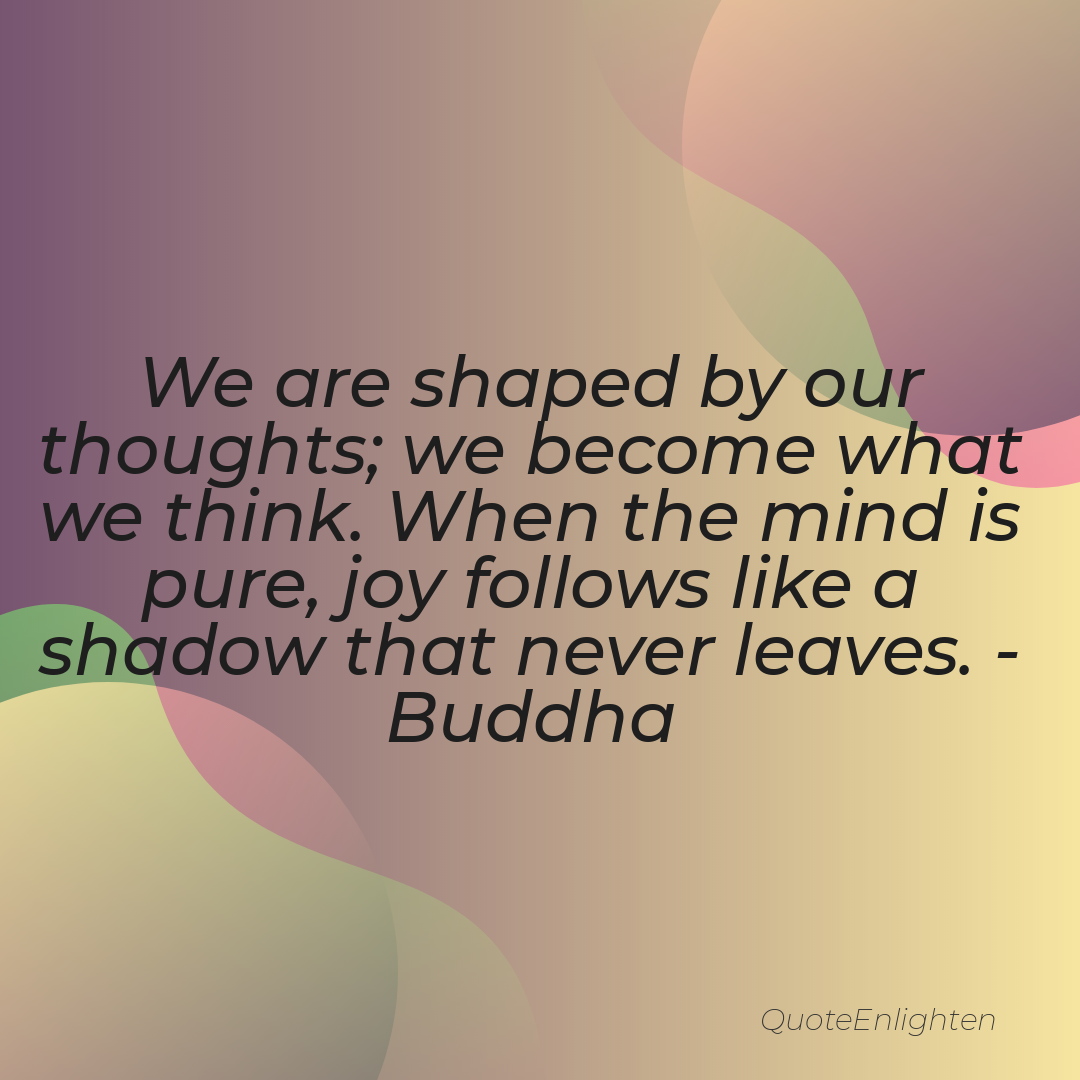 We are shaped by our
thoughts; we become what
we think. When the mind is
pure, joy follows like a
shadow that never leaves. -
Buddha
QuoteEnlighten